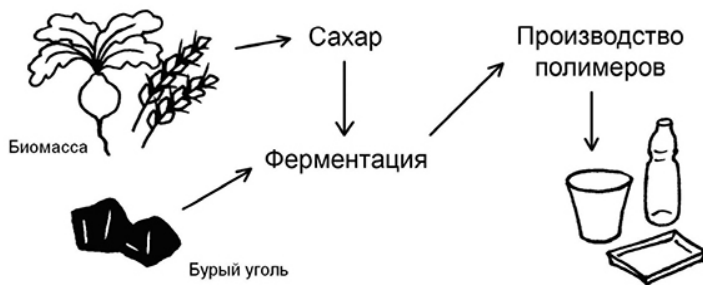 Сахар
Производство
полимеров
Биомасса
Ферментация
Бурый уголь